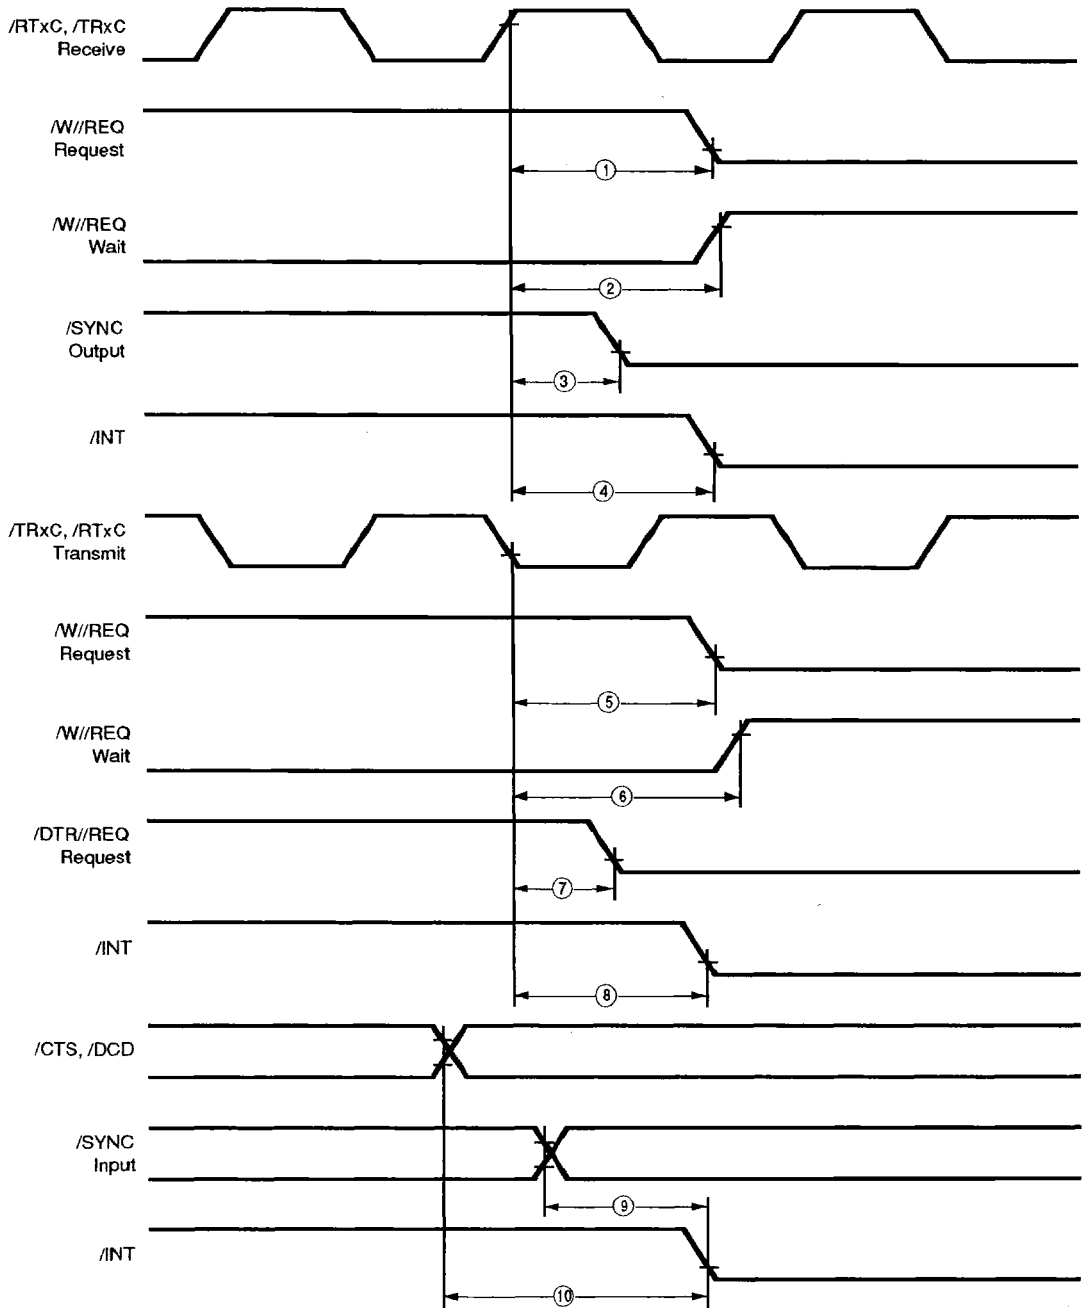 /RTxC, /TRxC
Receive
/W//REQ
Request
①
/W//REQ
Wait
②
/SYNC
Output
③
/INT
④
/TRxC, /RTxC
Transmit
/W//REQ
Request
⑤
/W//REQ
Wait
⑥
/DTR//REQ
Request
⑦
/INT
⑧
/CTS, /DCD
/SYNC
Input
⑨
/INT
⑩